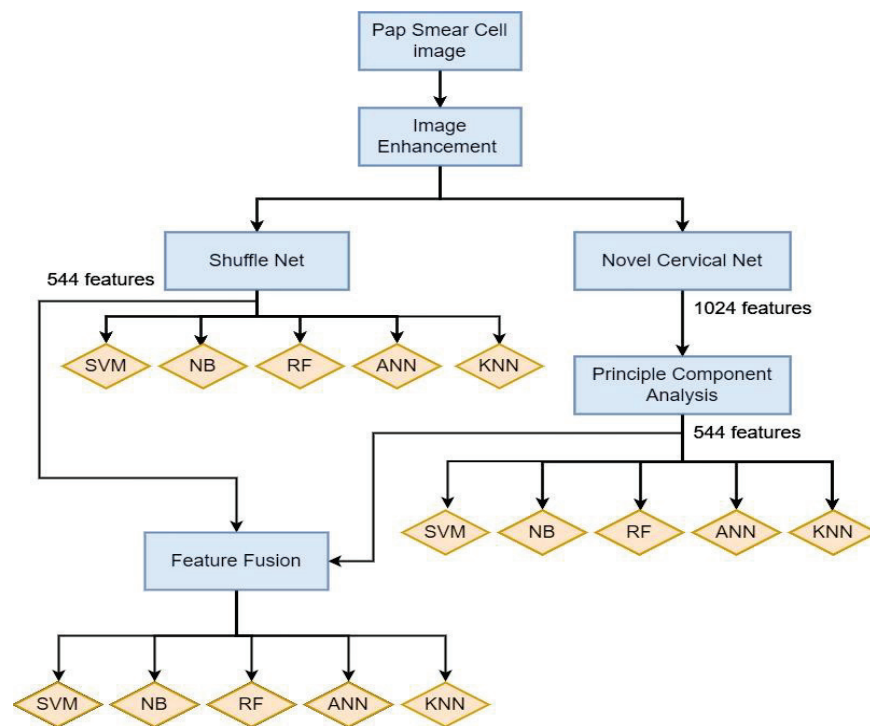 Pap Smear Cell
image
Image
Enhancement
Shuffle Net
Novel Cervical Net
544 features
1024 features
SVM
NB
RF
ANN
KNN
Principle Component
Analysis
544 features
SVM
NB
RF
ANN
KNN
Feature Fusion
SVM
NB
RF
ANN
KNN